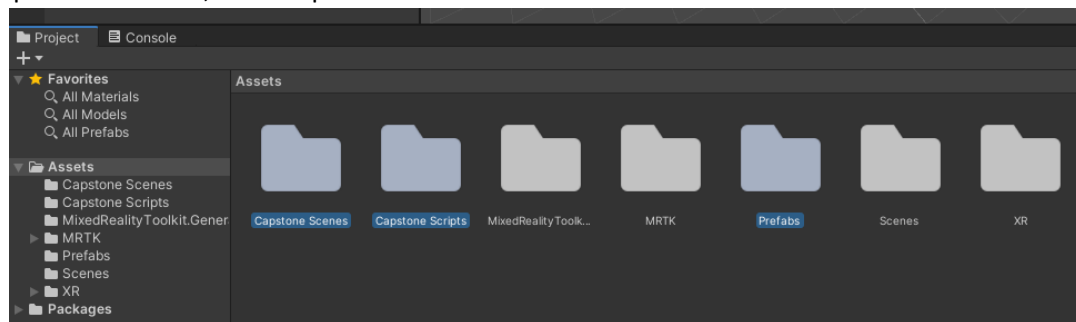 Project Console
Favorites
All Materials
All Models
All Prefabs
Assets
Capstone Scenes
Capstone Scripts
MixedRealityToolkit.Gener
MRTK
Prefabs
Scenes
XR
Packages
Assets
Capstone Scenes Capstone Scripts MixedRealityToolk... MRTK Prefabs Scenes XR